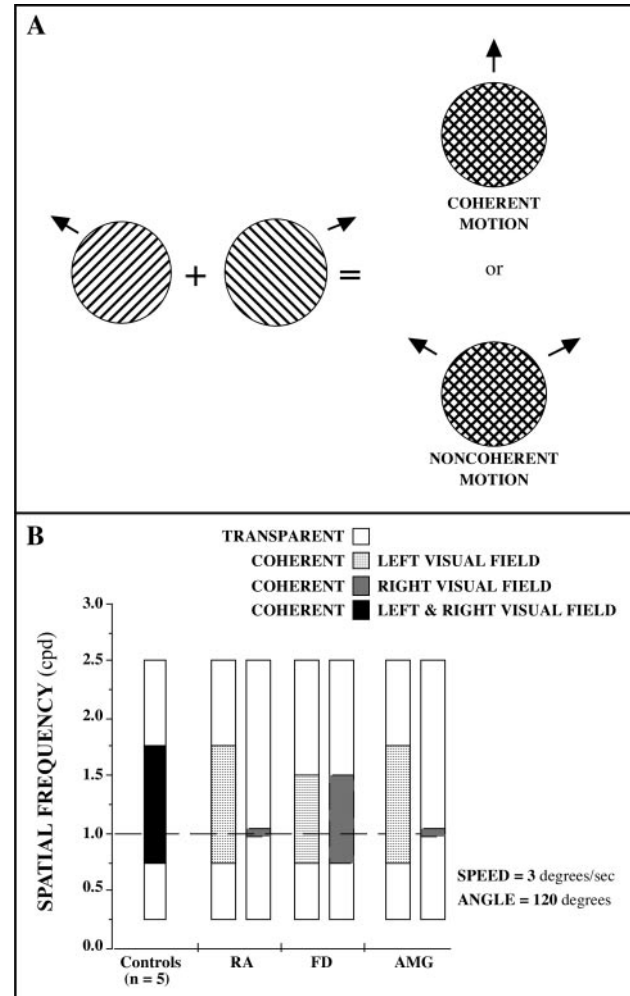 A
COHERENT
MOTION
+
=
or
NONCOHERENT
MOTION
B
TRANSPARENT
COHERENT LEFT VISUAL FIELD
COHERENT RIGHT VISUAL FIELD
COHERENT LEFT & RIGHT VISUAL FIELD
SPATIAL FREQUENCY (cpd)
3.0
2.5
2.0
1.5
1.0
0.5
0.0
SPEED = 3 degrees/sec
ANGLE = 120 degrees
Controls RA FD AMG
(n = 5)